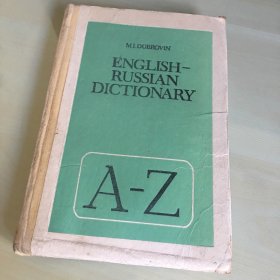 M.I.DUBROVIN
ENGLISH–
RUSSIAN
DICTIONARY
A–Z